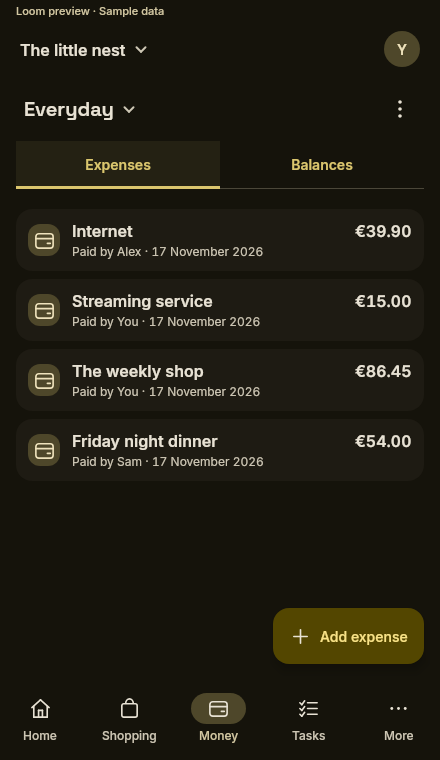 Loom preview · Sample data
The little nest
Y
Everyday
Expenses
Balances
Internet
€39.90
Paid by Alex · 17 November 2026
Streaming service
€15.00
Paid by You · 17 November 2026
The weekly shop
€86.45
Paid by You · 17 November 2026
Friday night dinner
€54.00
Paid by Sam · 17 November 2026
Add expense
Home
Shopping
Money
Tasks
More